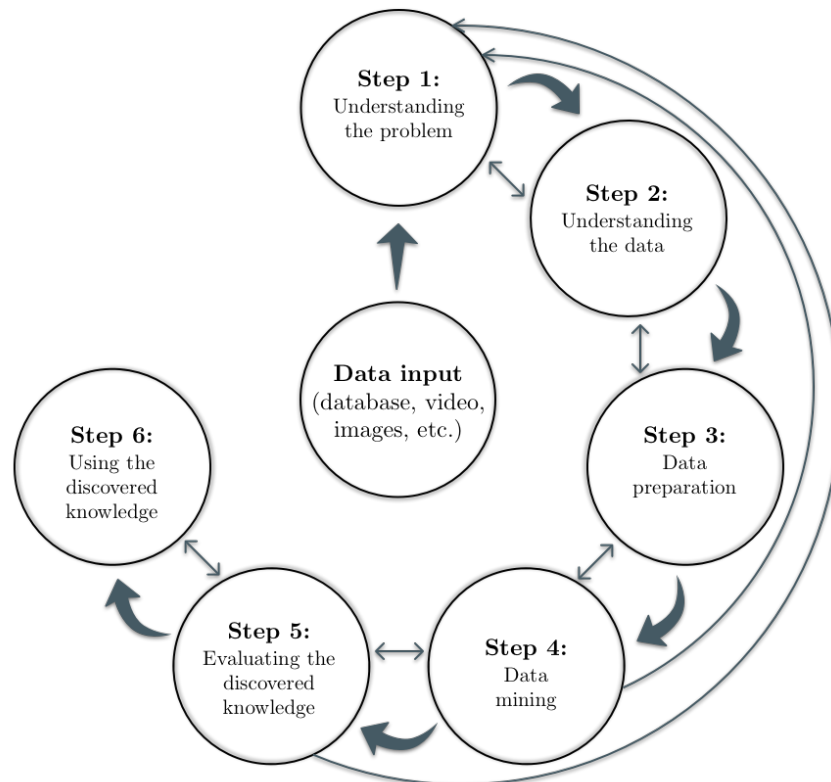 Step 1:
Understanding
the problem
Step 2:
Understanding
the data
Data input
(database, video,
images, etc.)
Step 3:
Data
preparation
Step 4:
Data
mining
Step 5:
Evaluating the
discovered
knowledge
Step 6:
Using the
discovered
knowledge